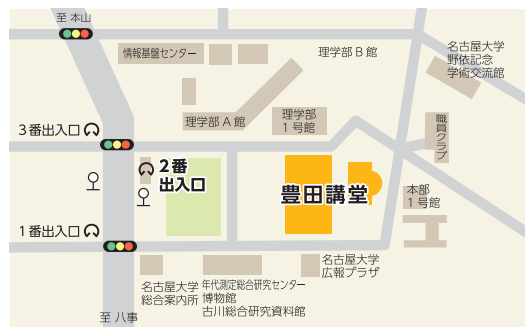 至 本山
情報基盤センター
理学部B館
名古屋大学
野依記念
学術交流館
理学部A館
理学部
1号館
職員クラブ
3番出入口
2番
出入口
豊田講堂
本部
1号館
1番出入口
名古屋大学
広報プラザ
名古屋大学
総合案内所
年代測定総合研究センター
博物館
古川総合研究資料館
至 八事